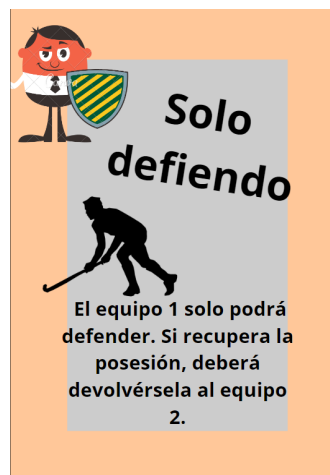 Solo
defiendo
El equipo 1 solo podrá
defender. Si recupera la
posesión, deberá
devolvérsela al equipo
2.